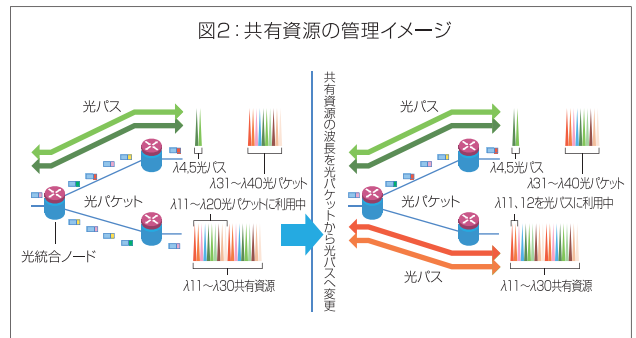 図2：共有資源の管理イメージ
光パス
λ4,5光パス
λ31〜λ40光パケット
光パケット
λ11〜λ20光パケットに利用中
光統合ノード
λ11〜λ30共有資源
共有資源の波長を光パケットから光パスへ変更
光パス
λ4,5光パス
λ31〜λ40光パケット
光パケット
λ11、12を光パスに利用中
光パス
λ11〜λ30共有資源